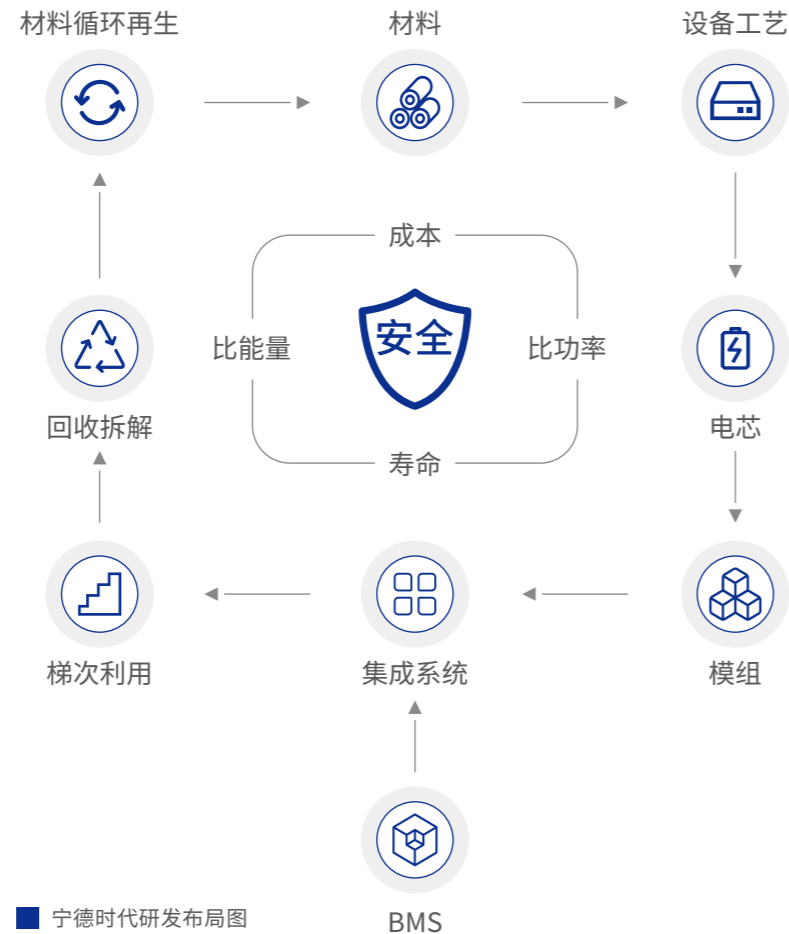 材料循环再生
材料
设备工艺
成本
安全
比能量
比功率
回收拆解
电芯
寿命
梯次利用
集成系统
模组
宁德时代研发布局图
BMS